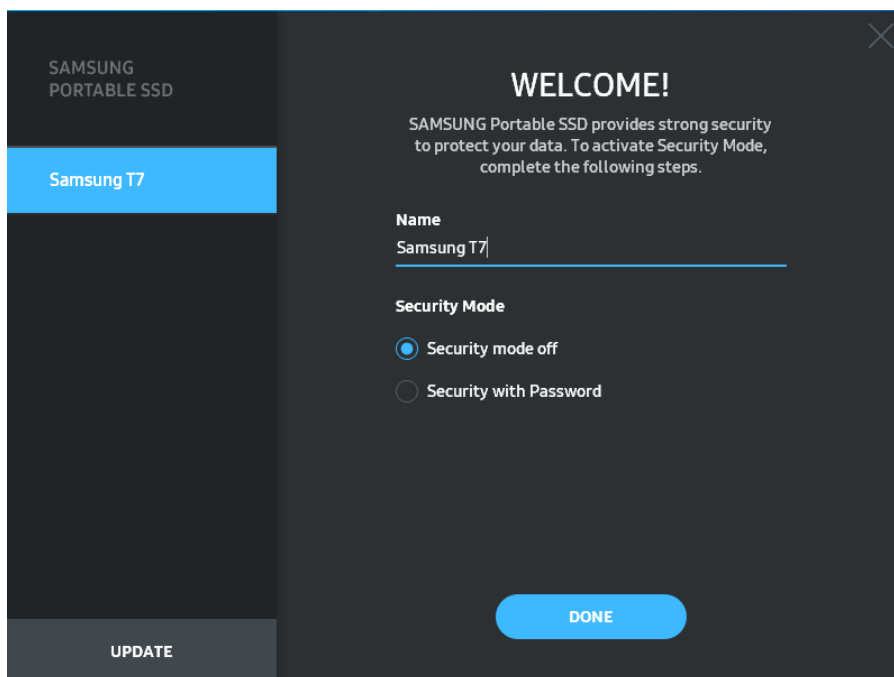 SAMSUNG
PORTABLE SSD
Samsung T7
UPDATE
WELCOME!
SAMSUNG Portable SSD provides strong security
to protect your data. To activate Security Mode,
complete the following steps.
Name
Samsung T7
Security Mode
Security mode off
Security with Password
DONE